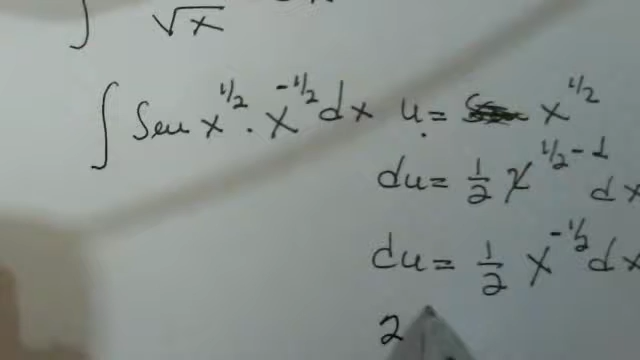 ∫ √x
∫ Sen x^1/2 · x^-1/2 dx u = x^1/2
du = 1/2 x^1/2-1 dx
du = 1/2 x^-1/2 dx
2